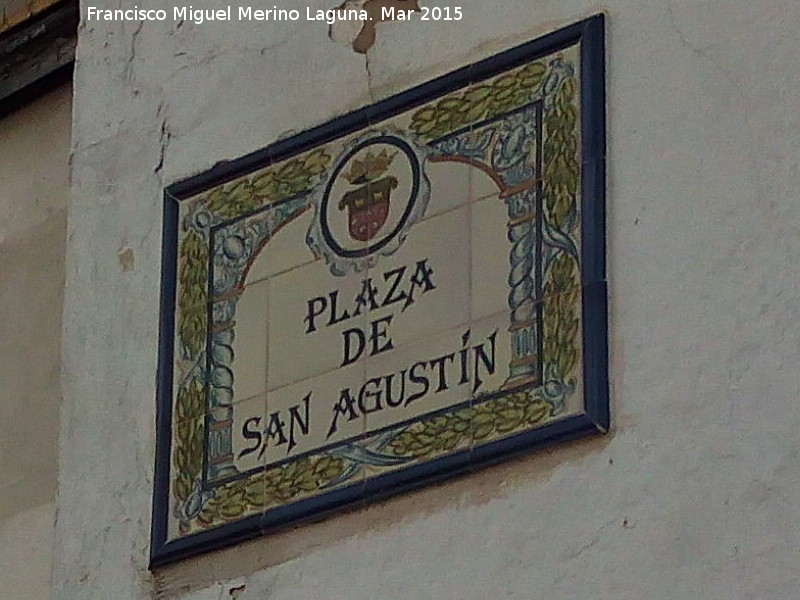 Francisco Miguel Merino Laguna. Mar 2015
PLAZA
DE
SAN AGUSTÍN